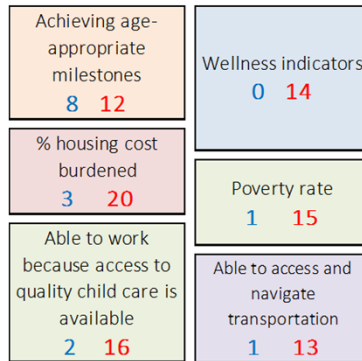 Achieving age-
appropriate
milestones
8 12
% housing cost
burdened
3 20
Able to work
because access to
quality child care is
available
2 16
Wellness indicators
0 14
Poverty rate
1 15
Able to access and
navigate
transportation
1 13